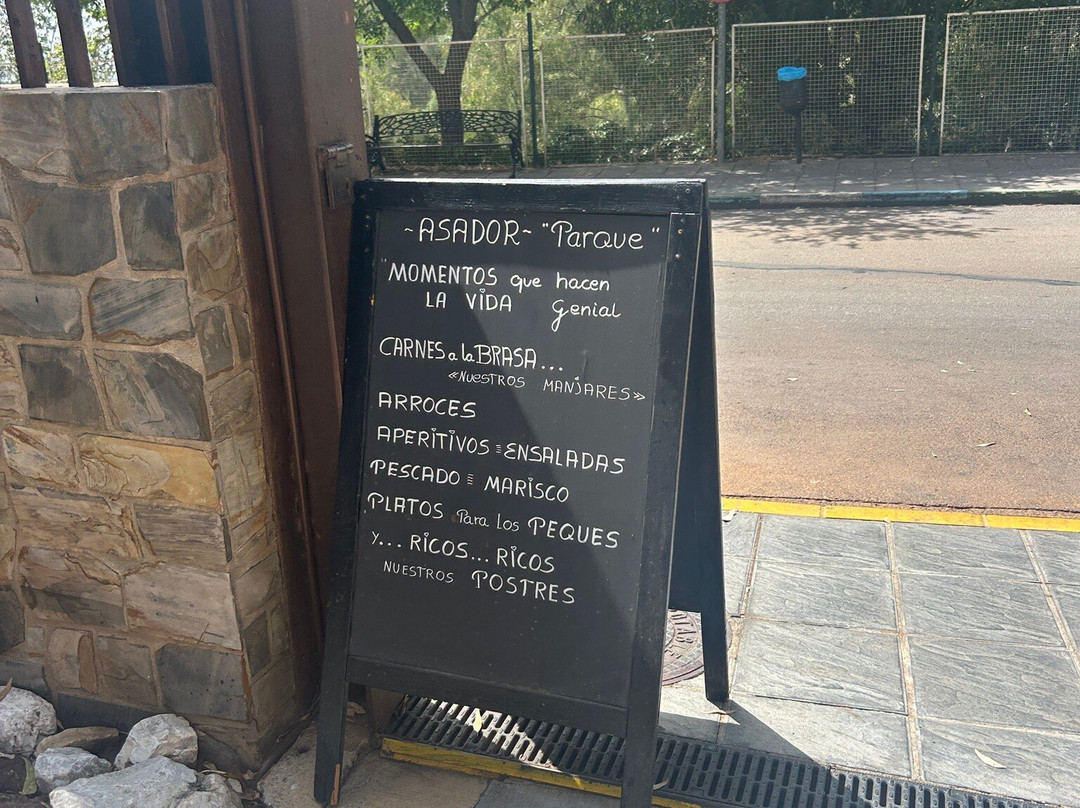 ~ASADOR~ "Parque"
"MOMENTOS que hacen
LA VIDA Genial
CARNES a la BRASA...
«NUESTROS MANJARES»
ARROCES
APERITIVOS ≡ ENSALADAS
PESCADO ≡ MARISCO
PLATOS Para los PEQUES
Y... RICOS... RICOS
NUESTROS POSTRES